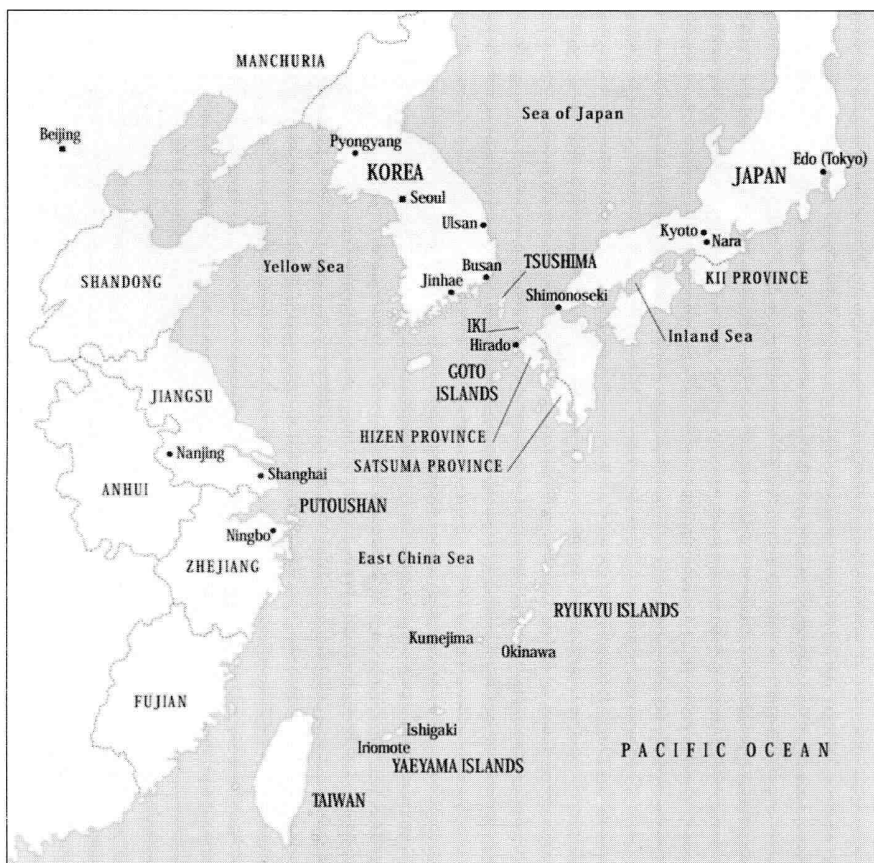 MANCHURIA
Sea of Japan
Beijing
Pyongyang
KOREA
Edo (Tokyo)
JAPAN
Seoul
Ulsan
Kyoto
Nara
Yellow Sea
TSUSHIMA
SHANDONG
Busan
KII PROVINCE
Jinhae
Shimonoseki
IKI
Inland Sea
Hirado
GOTO
ISLANDS
JIANGSU
HIZEN PROVINCE
Nanjing
SATSUMA PROVINCE
Shanghai
ANHUI
PUTOUSHAN
Ningbo
East China Sea
ZHEJIANG
RYUKYU ISLANDS
Kumejima
Okinawa
FUJIAN
Ishigaki
Iriomote
PACIFIC OCEAN
YAEYAMA ISLANDS
TAIWAN